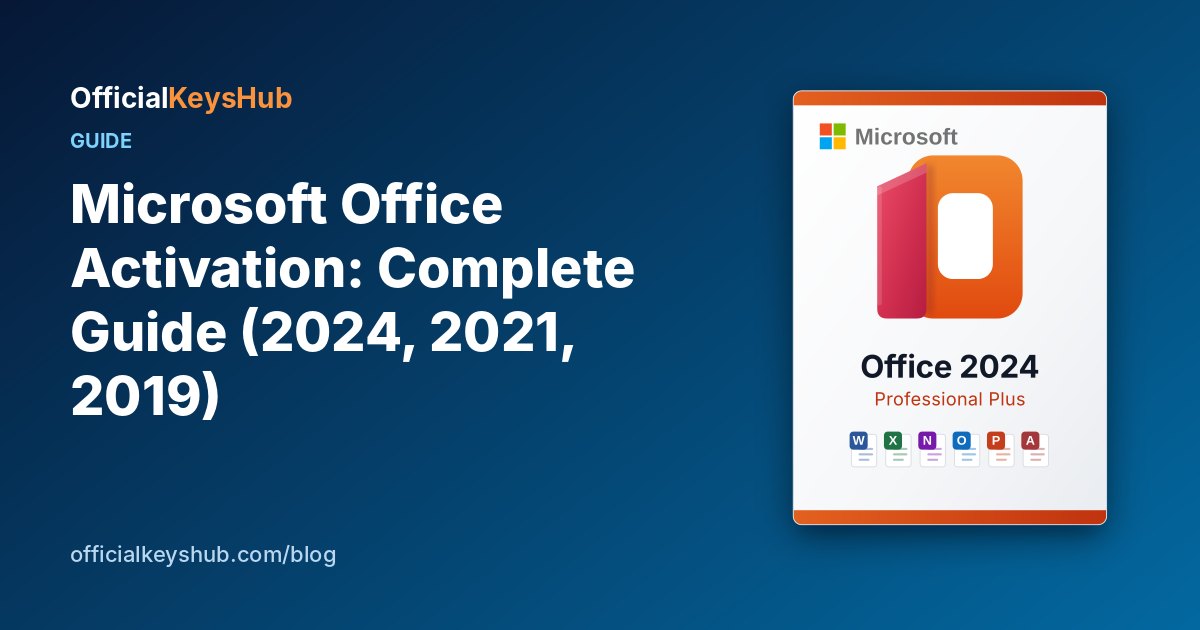 OfficialKeysHub
GUIDE
Microsoft Office
Activation: Complete
Guide (2024, 2021,
2019)
officialkeyshub.com/blog
Microsoft
Office 2024
Professional Plus
W X N O P A